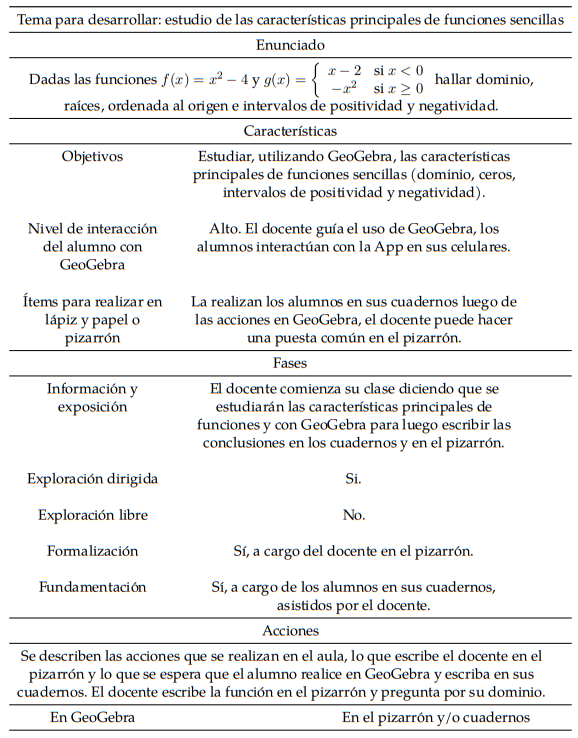 Tema para desarrollar: estudio de las características principales de funciones sencillas
Enunciado
Dadas las funciones f(x) = x² − 4 y g(x) = { x − 2 si x < 0
−x² si x ≥ 0 hallar dominio,
raíces, ordenada al origen e intervalos de positividad y negatividad.
Características
Objetivos Estudiar, utilizando GeoGebra, las características
principales de funciones sencillas (dominio, ceros,
intervalos de positividad y negatividad).
Nivel de interacción Alto. El docente guía el uso de GeoGebra, los
del alumno con alumnos interactúan con la App en sus celulares.
GeoGebra
Ítems para realizar en La realizan los alumnos en sus cuadernos luego de
lápiz y papel o las acciones en GeoGebra, el docente puede hacer
pizarrón una puesta común en el pizarrón.
Fases
Información y El docente comienza su clase diciendo que se
exposición estudiarán las características principales de
funciones y con GeoGebra para luego escribir las
conclusiones en los cuadernos y en el pizarrón.
Exploración dirigida Si.
Exploración libre No.
Formalización Sí, a cargo del docente en el pizarrón.
Fundamentación Sí, a cargo de los alumnos en sus cuadernos,
asistidos por el docente.
Acciones
Se describen las acciones que se realizan en el aula, lo que escribe el docente en el
pizarrón y lo que se espera que el alumno realice en GeoGebra y escriba en sus
cuadernos. El docente escribe la función en el pizarrón y pregunta por su dominio.
En GeoGebra En el pizarrón y/o cuadernos